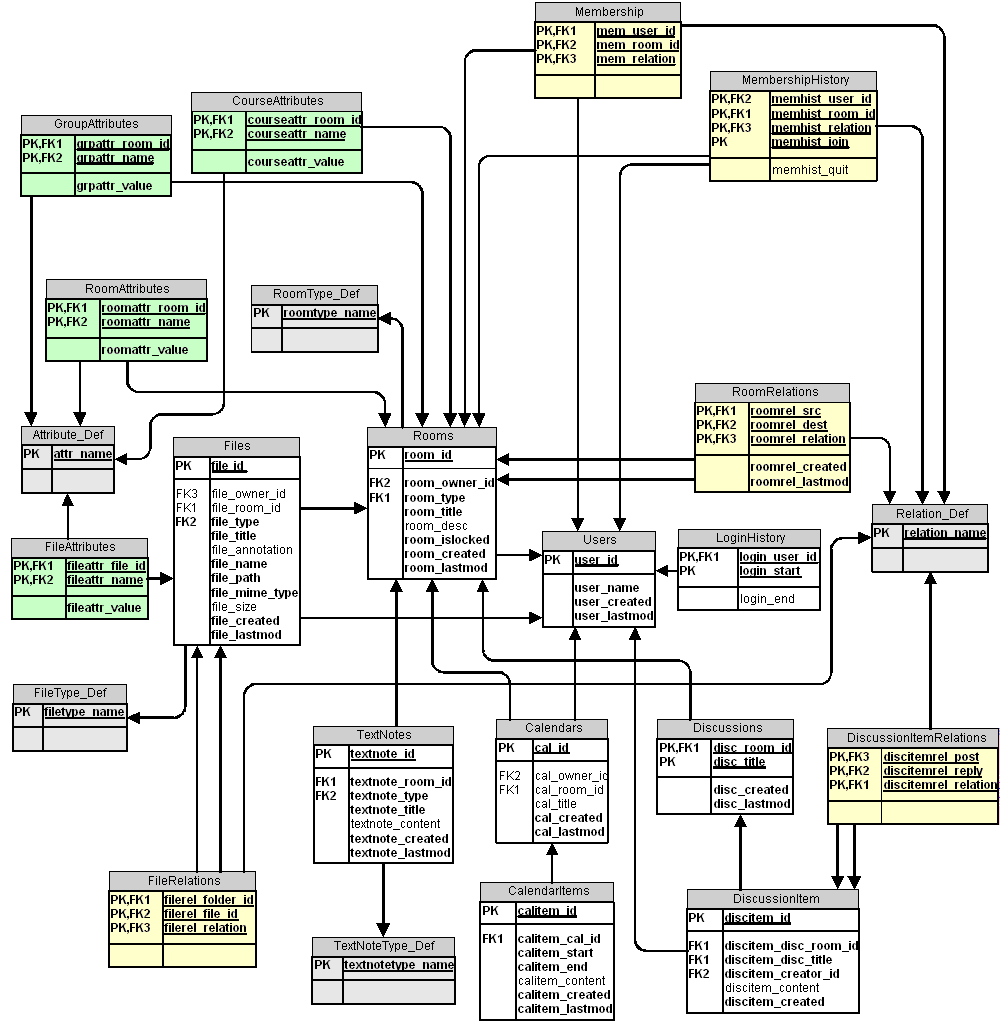 Membership
PK,FK1 mem_user_id
PK,FK2 mem_room_id
PK,FK3 mem_relation
MembershipHistory
PK,FK2 memhist_user_id
PK,FK1 memhist_room_id
PK,FK3 memhist_relation
PK memhist_join
memhist_quit
CourseAttributes
PK,FK1 courseattr_room_id
PK,FK2 courseattr_name
courseattr_value
GroupAttributes
PK,FK1 grpattr_room_id
PK,FK2 grpattr_name
grpattr_value
RoomAttributes
PK,FK1 roomattr_room_id
PK,FK2 roomattr_name
roomattr_value
RoomType_Def
PK roomtype_name
RoomRelations
PK,FK1 roomrel_src
PK,FK2 roomrel_dest
PK,FK3 roomrel_relation
roomrel_created
roomrel_lastmod
Attribute_Def
PK attr_name
Files
PK file_id
FK3 file_owner_id
FK1 file_room_id
FK2 file_type
file_title
file_annotation
file_name
file_path
file_mime_type
file_size
file_created
file_lastmod
Rooms
PK room_id
FK2 room_owner_id
FK1 room_type
room_title
room_desc
room_islocked
room_created
room_lastmod
Relation_Def
PK relation_name
Users
PK user_id
user_name
user_created
user_lastmod
LoginHistory
PK,FK1 login_user_id
PK login_start
login_end
FileAttributes
PK,FK1 fileattr_file_id
PK,FK2 fileattr_name
fileattr_value
FileType_Def
PK filetype_name
TextNotes
PK textnote_id
FK1 textnote_room_id
FK2 textnote_type
textnote_title
textnote_content
textnote_created
textnote_lastmod
Calendars
PK cal_id
FK2 cal_owner_id
FK1 cal_room_id
cal_title
cal_created
cal_lastmod
Discussions
PK,FK1 disc_room_id
PK disc_title
disc_created
disc_lastmod
DiscussionItemRelations
PK,FK3 discitemrel_post
PK,FK2 discitemrel_reply
PK,FK1 discitemrel_relation
FileRelations
PK,FK1 filerel_folder_id
PK,FK2 filerel_file_id
PK,FK3 filerel_relation
TextNoteType_Def
PK textnotetype_name
CalendarItems
PK calitem_id
FK1 calitem_cal_id
calitem_start
calitem_end
calitem_content
calitem_created
calitem_lastmod
DiscussionItem
PK discitem_id
FK1 discitem_disc_room_id
FK1 discitem_disc_title
FK2 discitem_creator_id
discitem_content
discitem_created